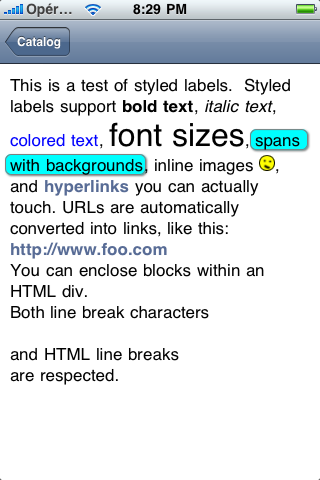 Opér... 8:29 PM
Catalog
This is a test of styled labels.  Styled
labels support bold text, italic text,
colored text, font sizes, spans
with backgrounds, inline images ,
and hyperlinks you can actually
touch. URLs are automatically
converted into links, like this:
http://www.foo.com
You can enclose blocks within an
HTML div.
Both line break characters
and HTML line breaks
are respected.